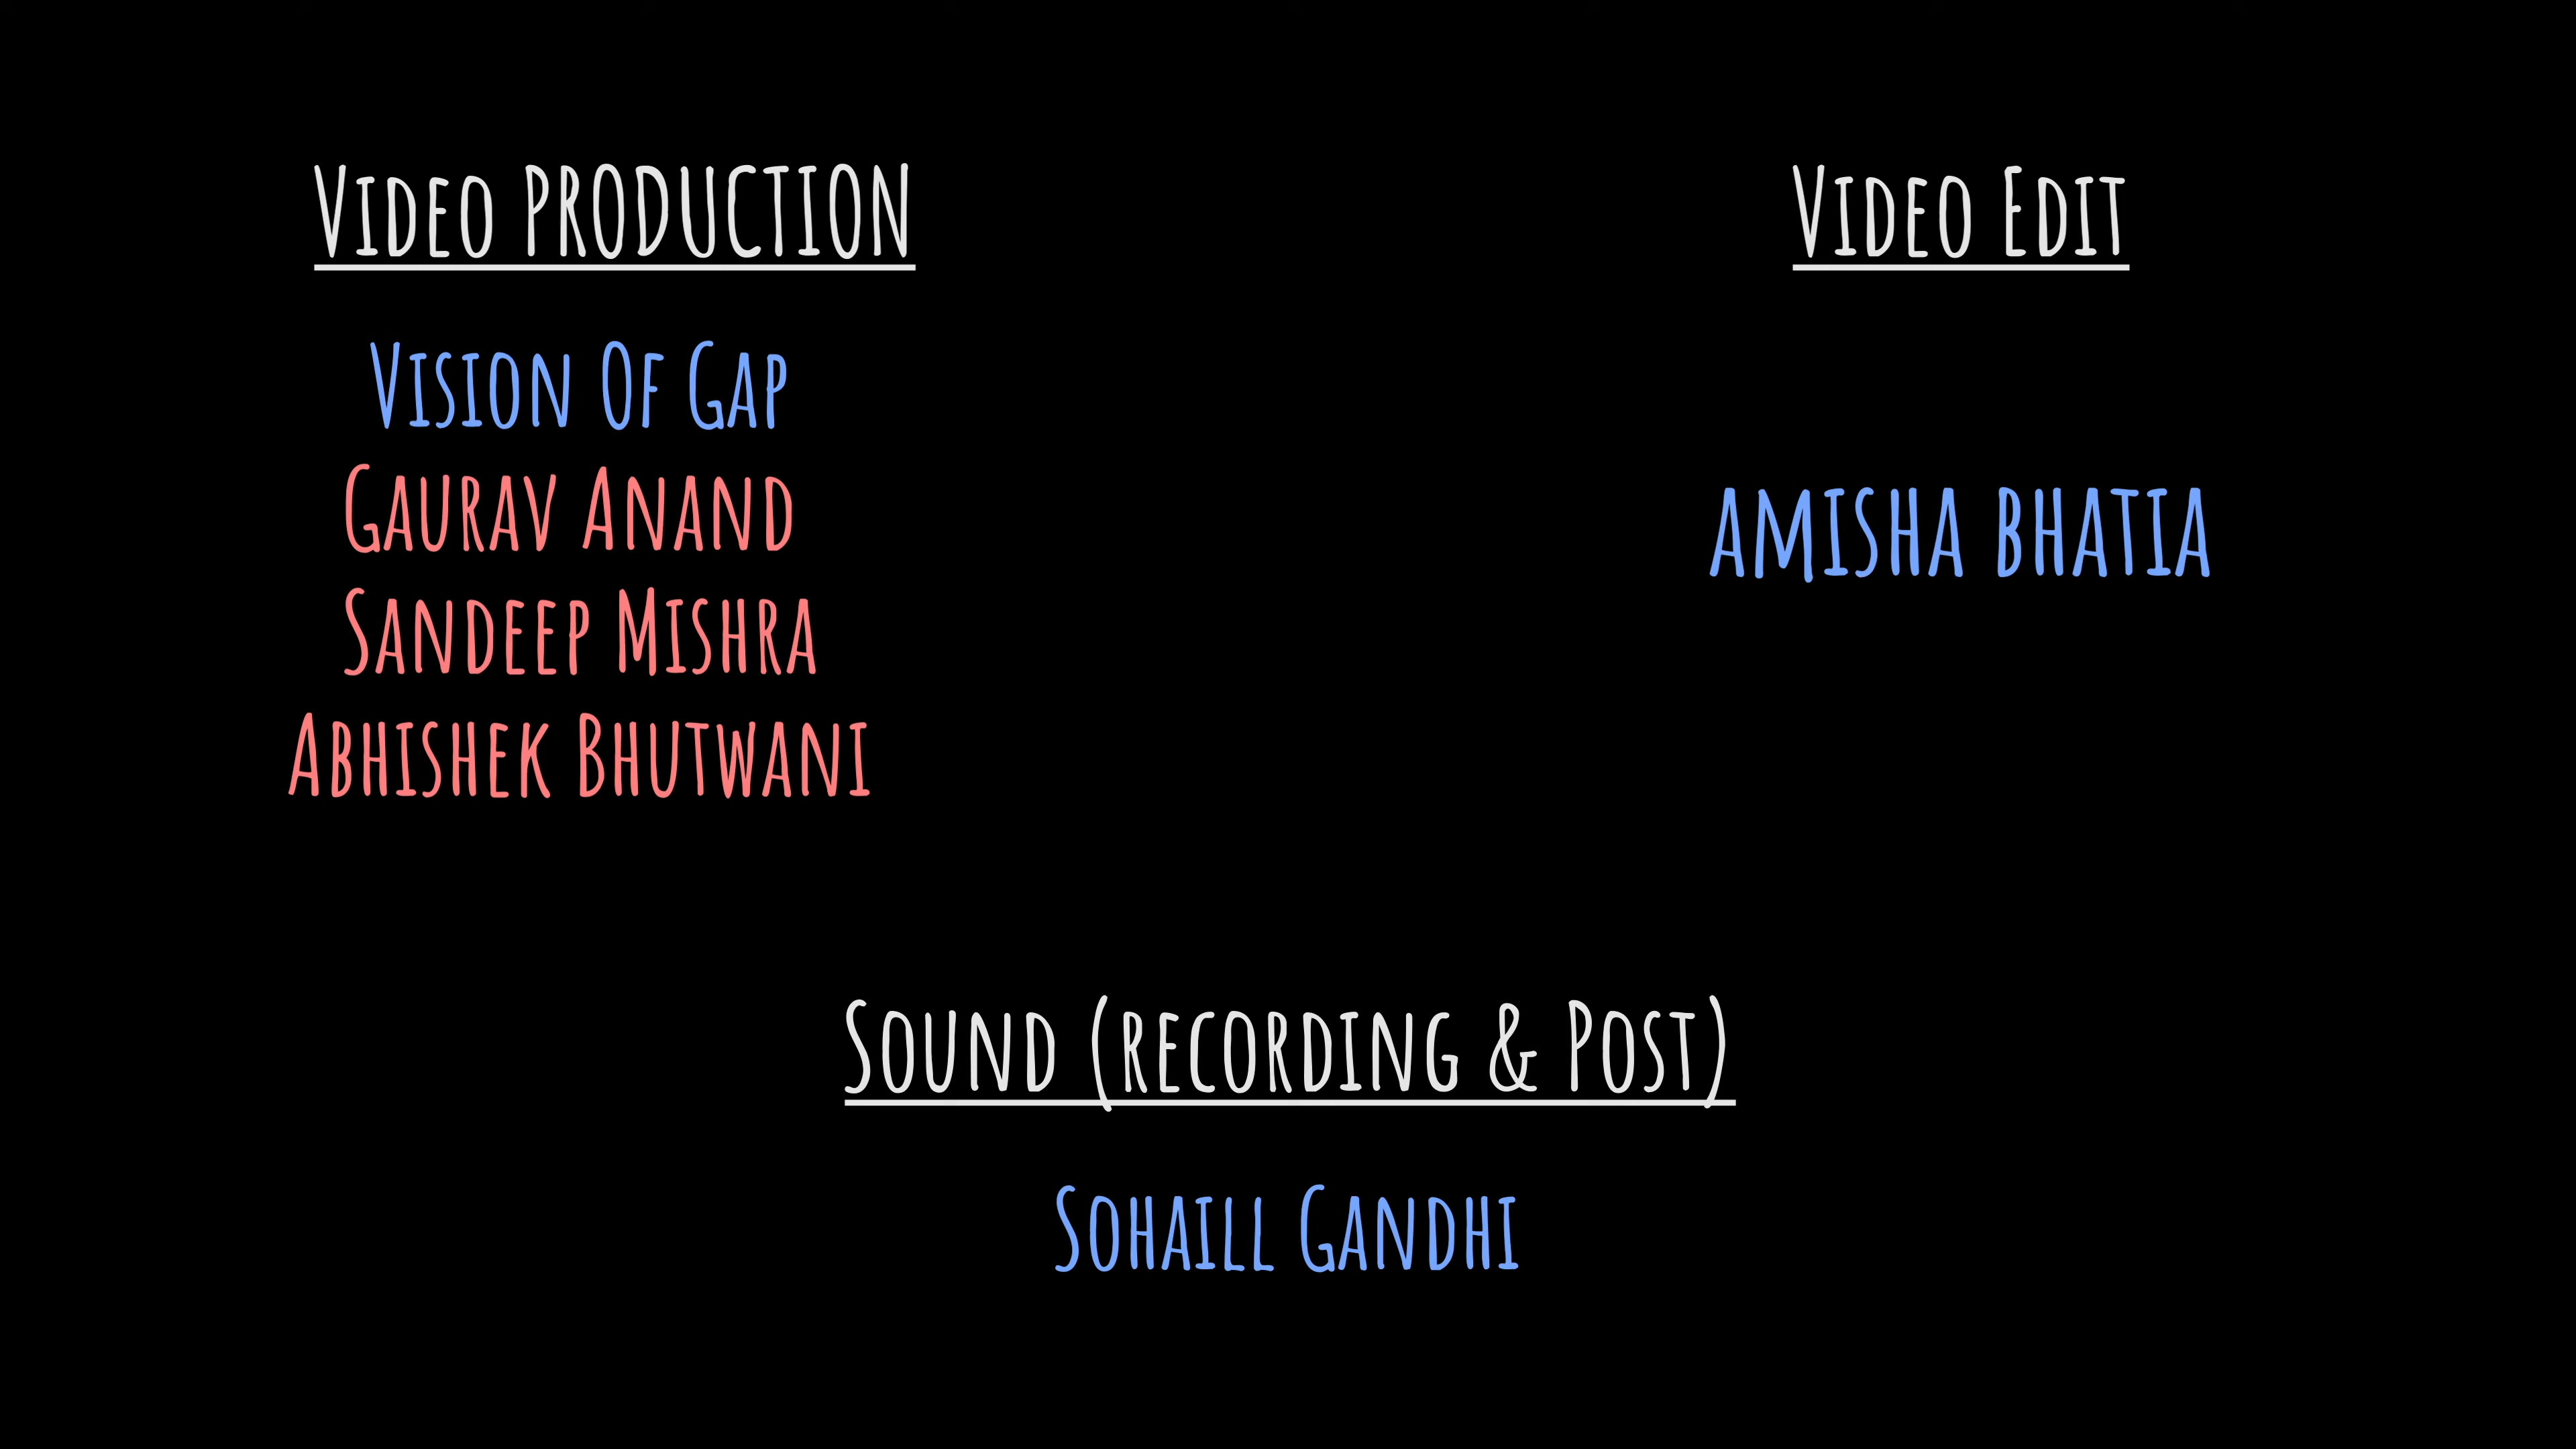 Video PRODUCTION
Vision Of Gap
Gaurav Anand
Sandeep Mishra
Abhishek Bhutwani
Video Edit
AMISHA BHATIA
Sound (recording & Post)
Sohaill Gandhi